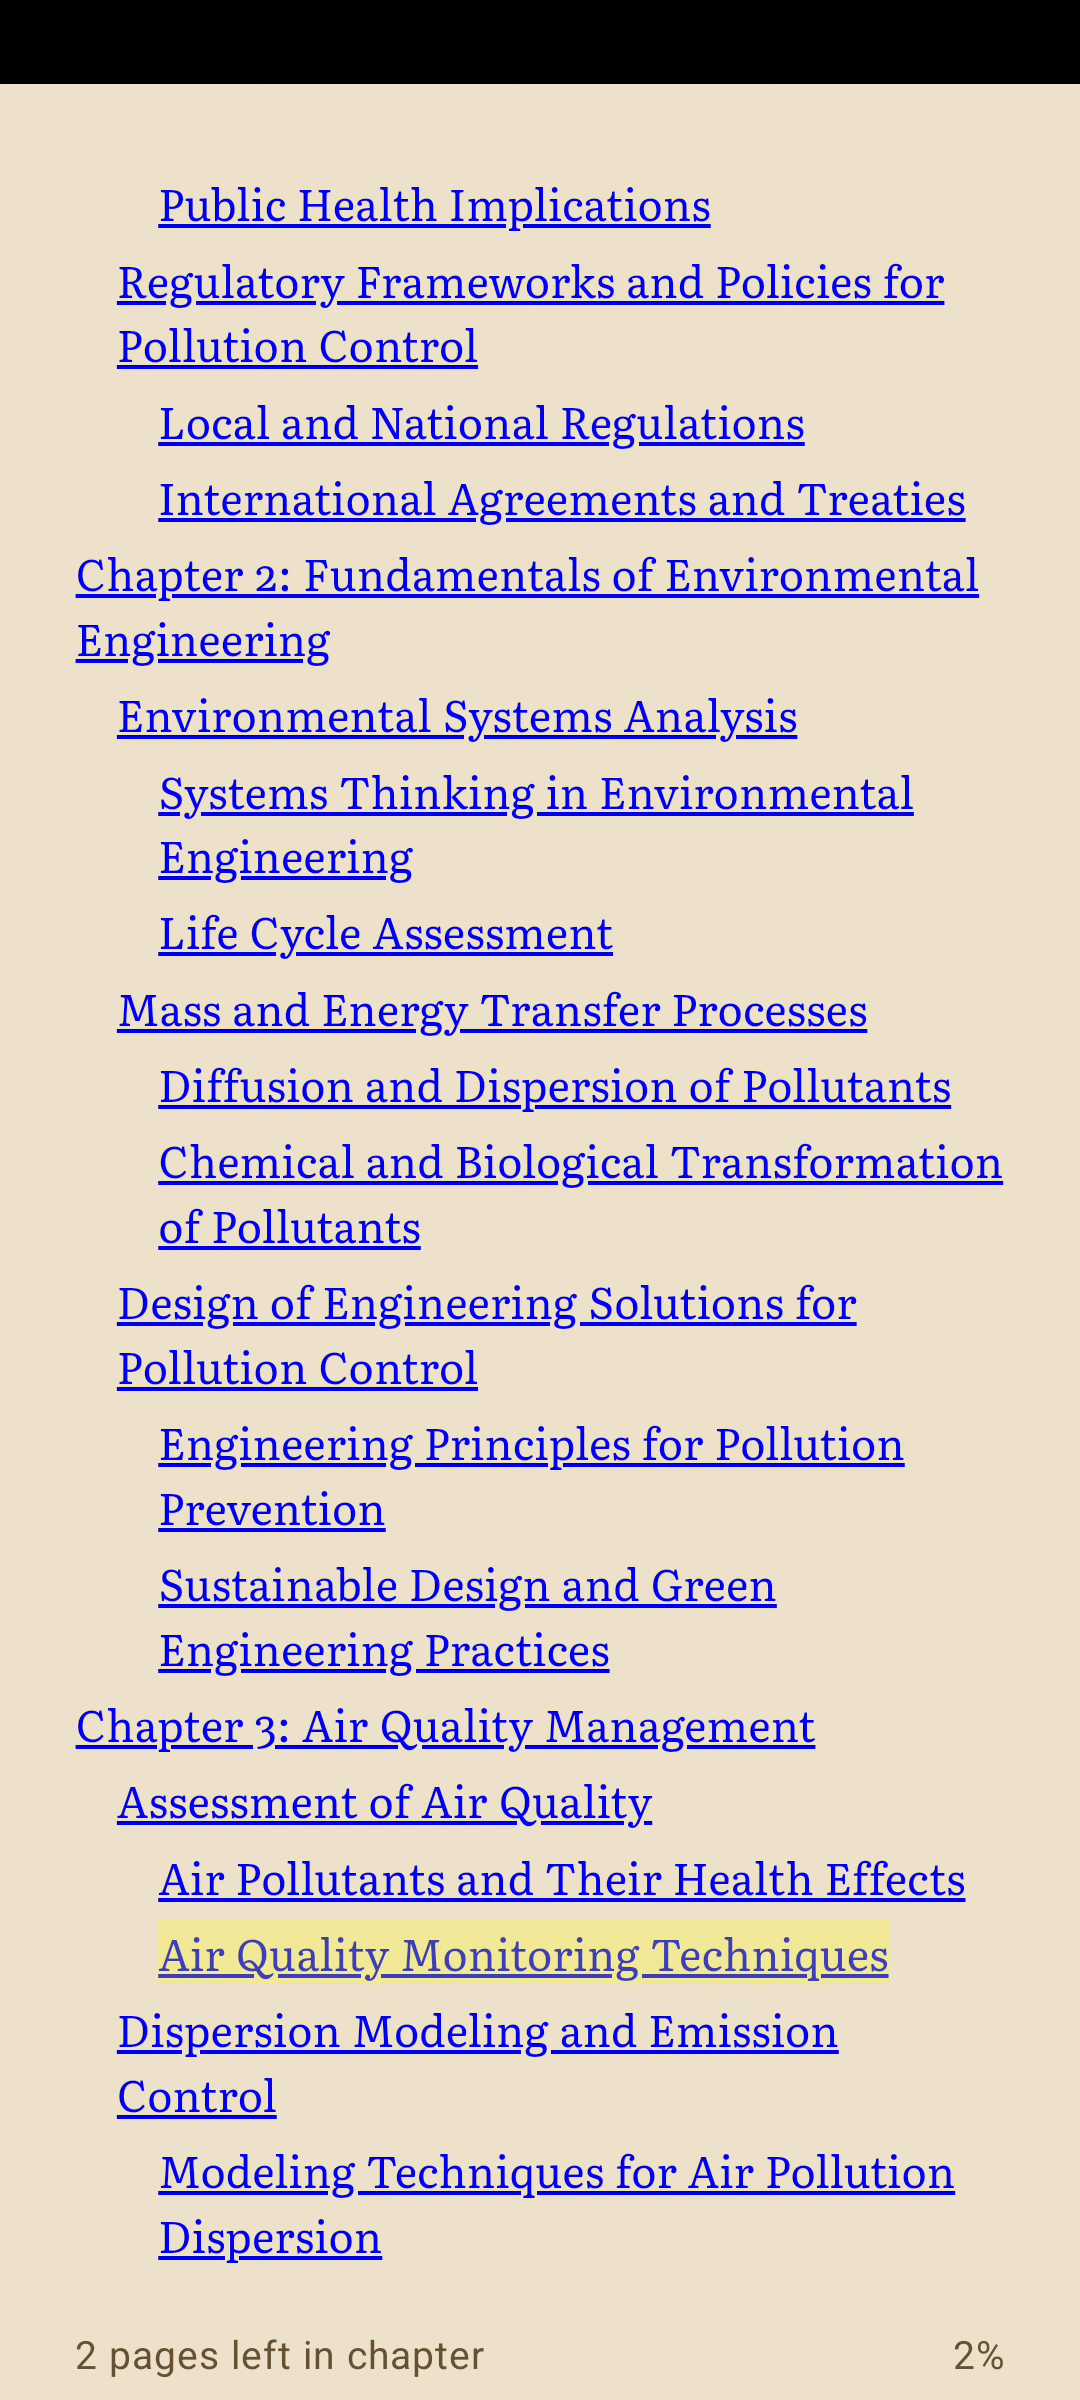 Public Health Implications
Regulatory Frameworks and Policies for
Pollution Control
Local and National Regulations
International Agreements and Treaties
Chapter 2: Fundamentals of Environmental
Engineering
Environmental Systems Analysis
Systems Thinking in Environmental
Engineering
Life Cycle Assessment
Mass and Energy Transfer Processes
Diffusion and Dispersion of Pollutants
Chemical and Biological Transformation
of Pollutants
Design of Engineering Solutions for
Pollution Control
Engineering Principles for Pollution
Prevention
Sustainable Design and Green
Engineering Practices
Chapter 3: Air Quality Management
Assessment of Air Quality
Air Pollutants and Their Health Effects
Air Quality Monitoring Techniques
Dispersion Modeling and Emission
Control
Modeling Techniques for Air Pollution
Dispersion
2 pages left in chapter 2%